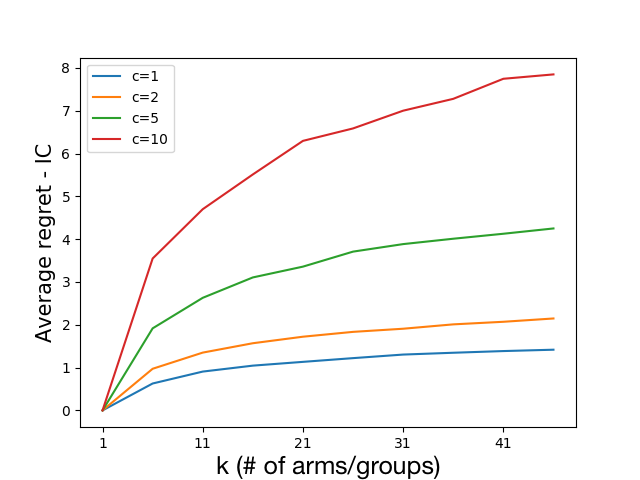 8
7
6
5
4
3
2
1
0
Average regret - IC
c=1
c=2
c=5
c=10
1 11 21 31 41
k (# of arms/groups)